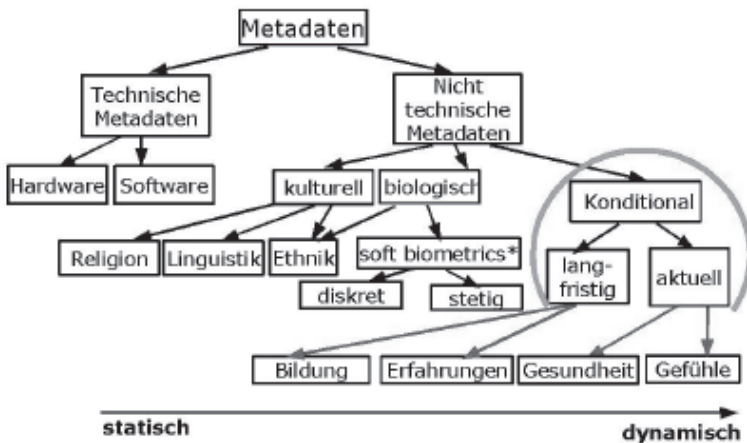 Metadaten
Technische
Metadaten
Nicht
technische
Metadaten
Hardware
Software
kulturell
biologisch
Konditional
Religion
Linguistik
Ethnik
soft biometrics*
lang-
fristig
aktuell
diskret
stetig
Bildung
Erfahrungen
Gesundheit
Gefühle
statisch
dynamisch